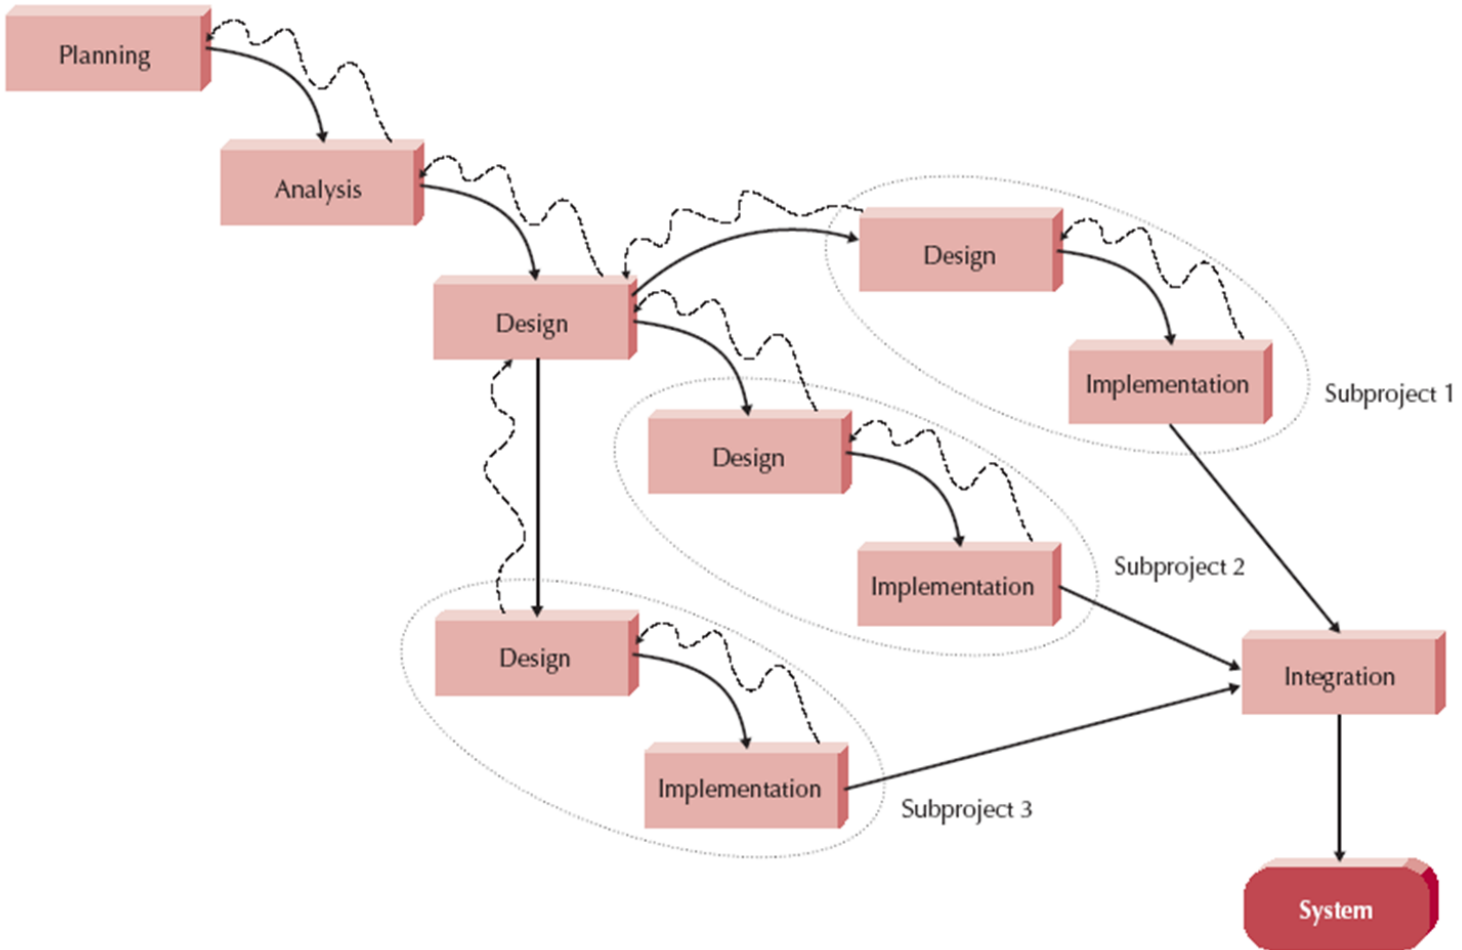 Planning
Analysis
Design
Design
Implementation
Subproject 1
Design
Implementation
Subproject 2
Design
Implementation
Subproject 3
Integration
System